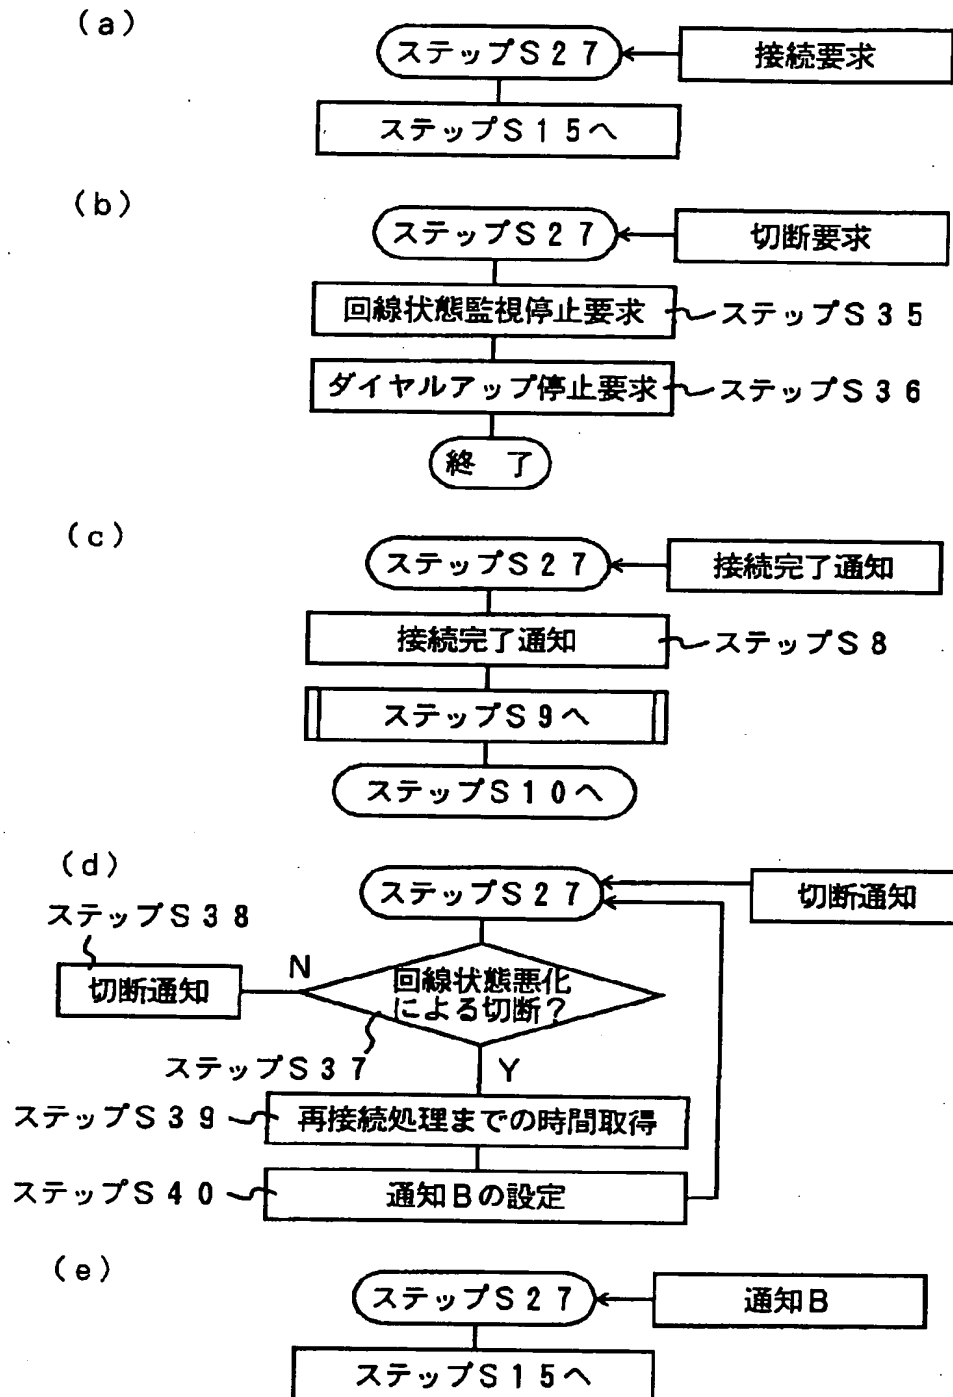 (a)
ステップS27
接続要求
ステップS15へ
(b)
ステップS27
切断要求
回線状態監視停止要求
ステップS35
ダイヤルアップ停止要求
ステップS36
終 了
(c)
ステップS27
接続完了通知
接続完了通知
ステップS8
ステップS9へ
ステップS10へ
(d)
ステップS27
切断通知
ステップS38
切断通知
N
回線状態悪化
による切断?
ステップS37
Y
ステップS39
再接続処理までの時間取得
ステップS40
通知Bの設定
(e)
ステップS27
通知B
ステップS15へ